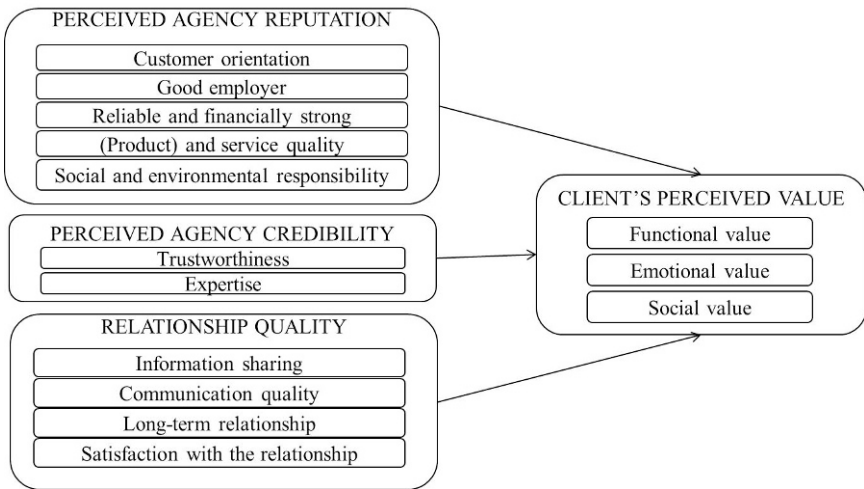 PERCEIVED AGENCY REPUTATION
Customer orientation
Good employer
Reliable and financially strong
(Product) and service quality
Social and environmental responsibility
PERCEIVED AGENCY CREDIBILITY
Trustworthiness
Expertise
RELATIONSHIP QUALITY
Information sharing
Communication quality
Long-term relationship
Satisfaction with the relationship
CLIENT’S PERCEIVED VALUE
Functional value
Emotional value
Social value